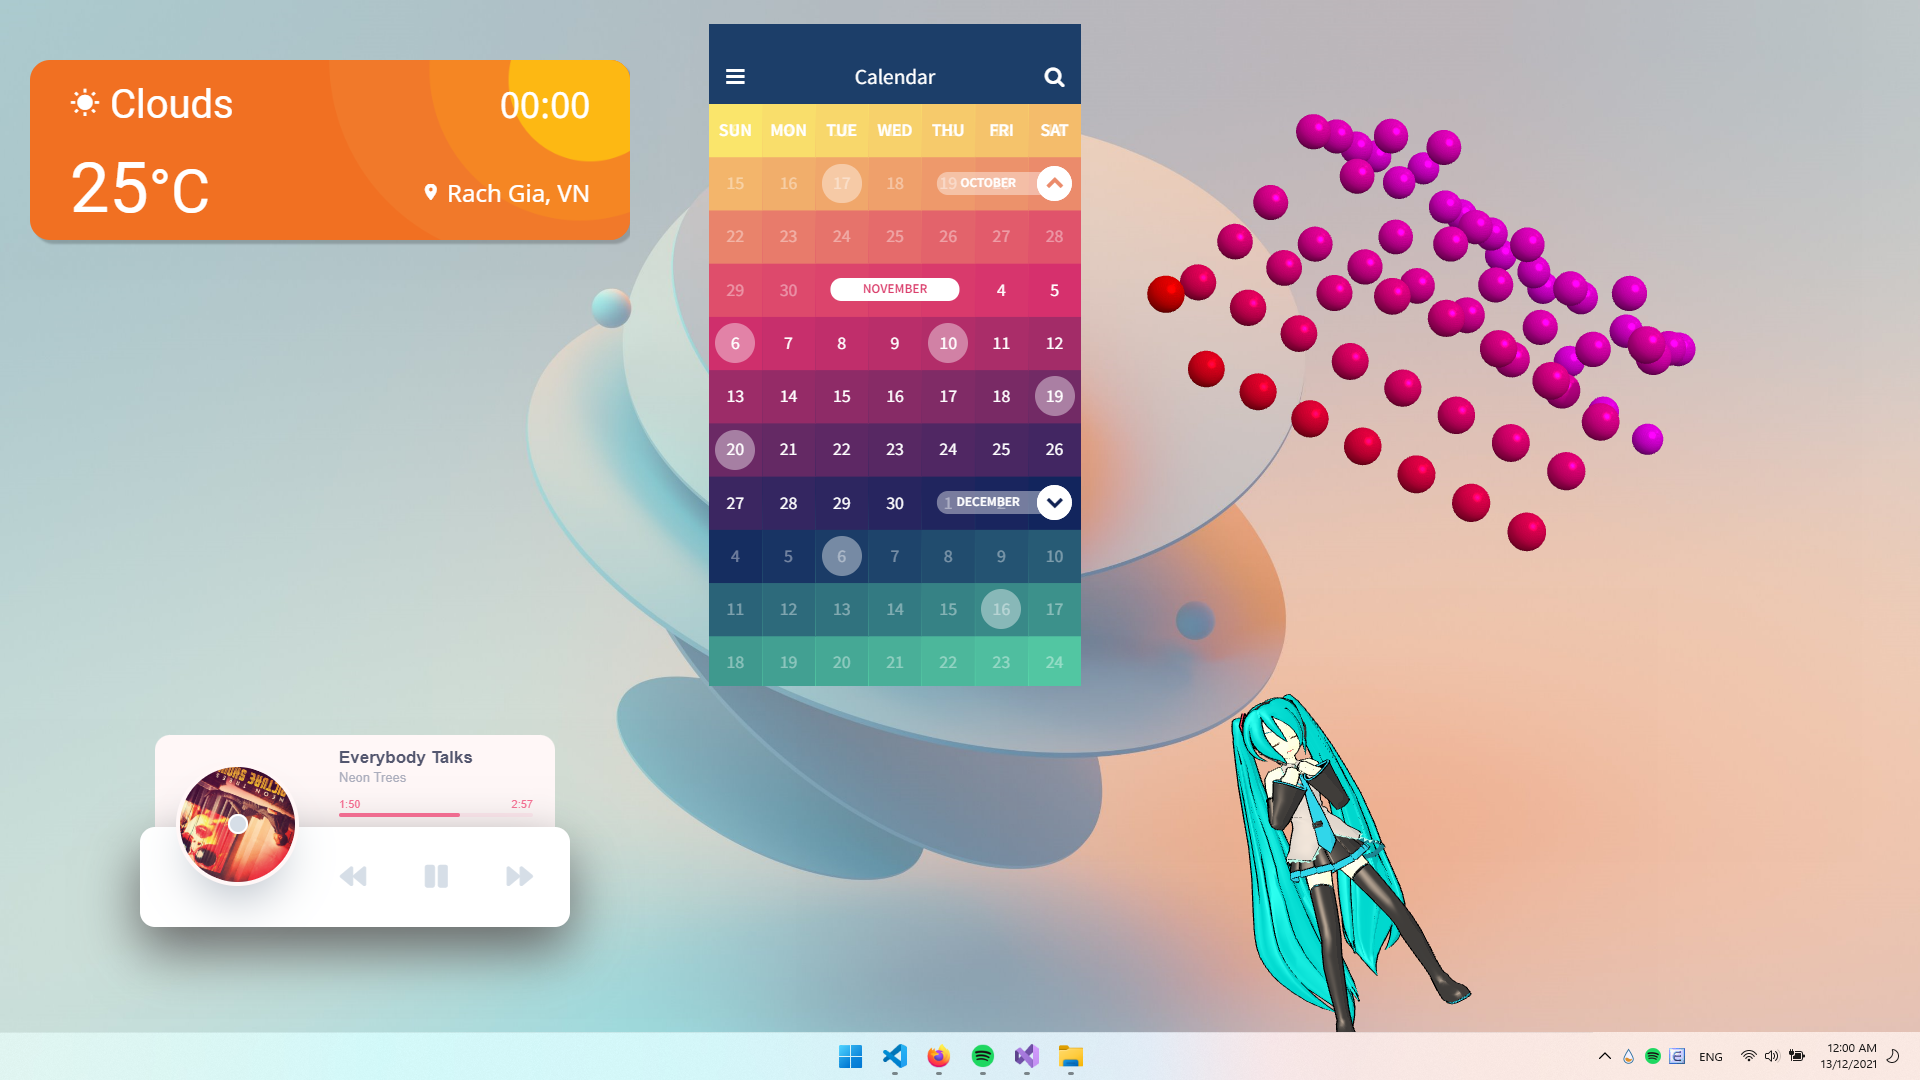 Clouds
00:00
25°C
Rach Gia, VN
Calendar
SUN MON TUE WED THU FRI SAT
15 16 17 18 19 OCTOBER
22 23 24 25 26 27 28
29 30 NOVEMBER 4 5
6 7 8 9 10 11 12
13 14 15 16 17 18 19
20 21 22 23 24 25 26
27 28 29 30 1 DECEMBER 2
4 5 6 7 8 9 10
11 12 13 14 15 16 17
18 19 20 21 22 23 24
Everybody Talks
Neon Trees
1:50 2:57
ENG
12:00 AM
13/12/2021